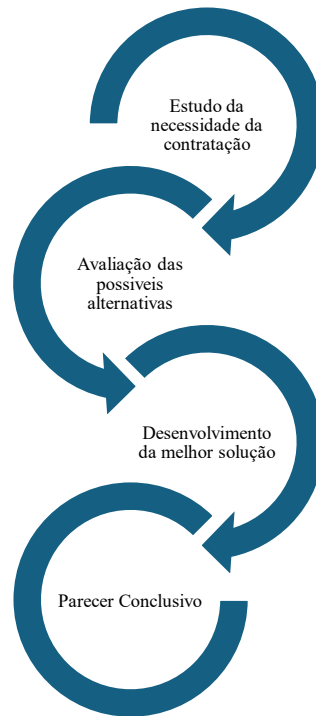 Estudo da
necessidade da
contratação
Avaliação das
possiveis
alternativas
Desenvolvimento
da melhor solução
Parecer Conclusivo